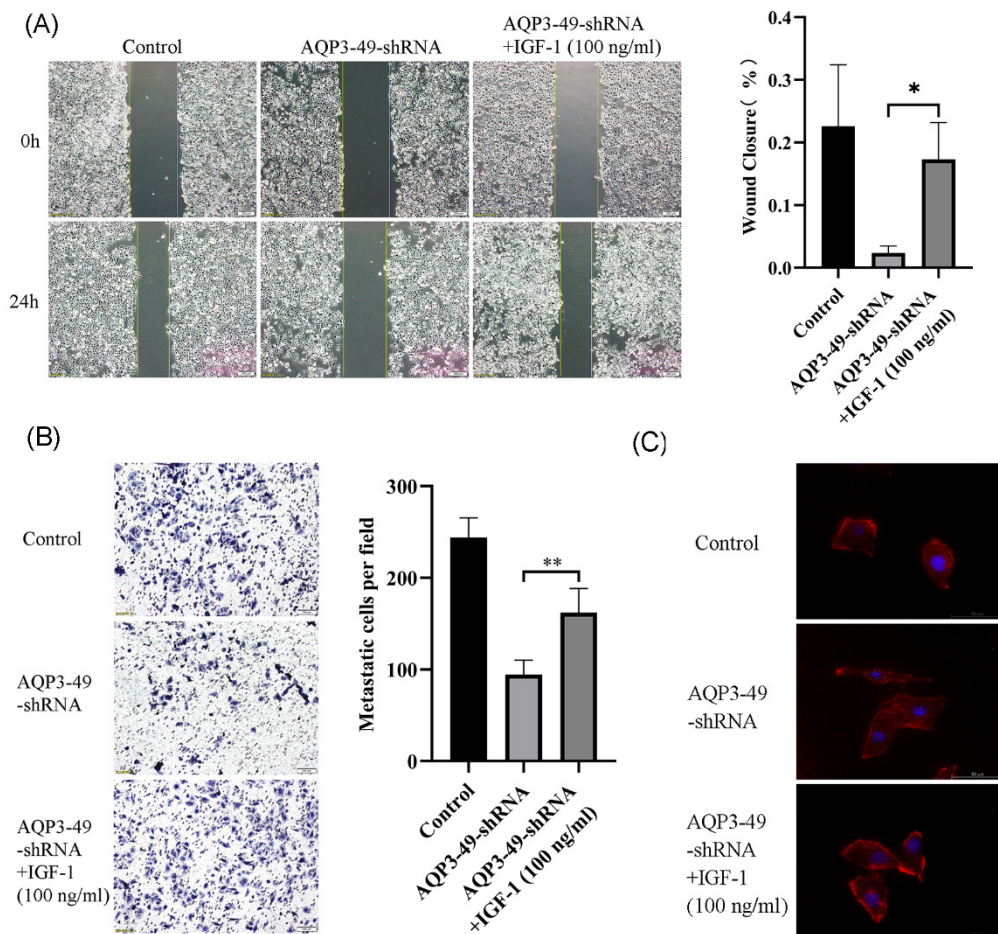 (A)
Control
AQP3-49-shRNA
AQP3-49-shRNA
+IGF-1 (100 ng/ml)
0h
24h
Wound Closure( %)
0.4
0.3
0.2
0.1
0.0
*
Control
AQP3-49-shRNA
AQP3-49-shRNA
+IGF-1 (100 ng/ml)
(B)
Control
AQP3-49
-shRNA
AQP3-49
-shRNA
+IGF-1
(100 ng/ml)
Metastatic cells per field
300
200
100
0
**
Control
AQP3-49-shRNA
AQP3-49-shRNA
+IGF-1 (100 ng/ml)
(C)
Control
AQP3-49
-shRNA
AQP3-49
-shRNA
+IGF-1
(100 ng/ml)